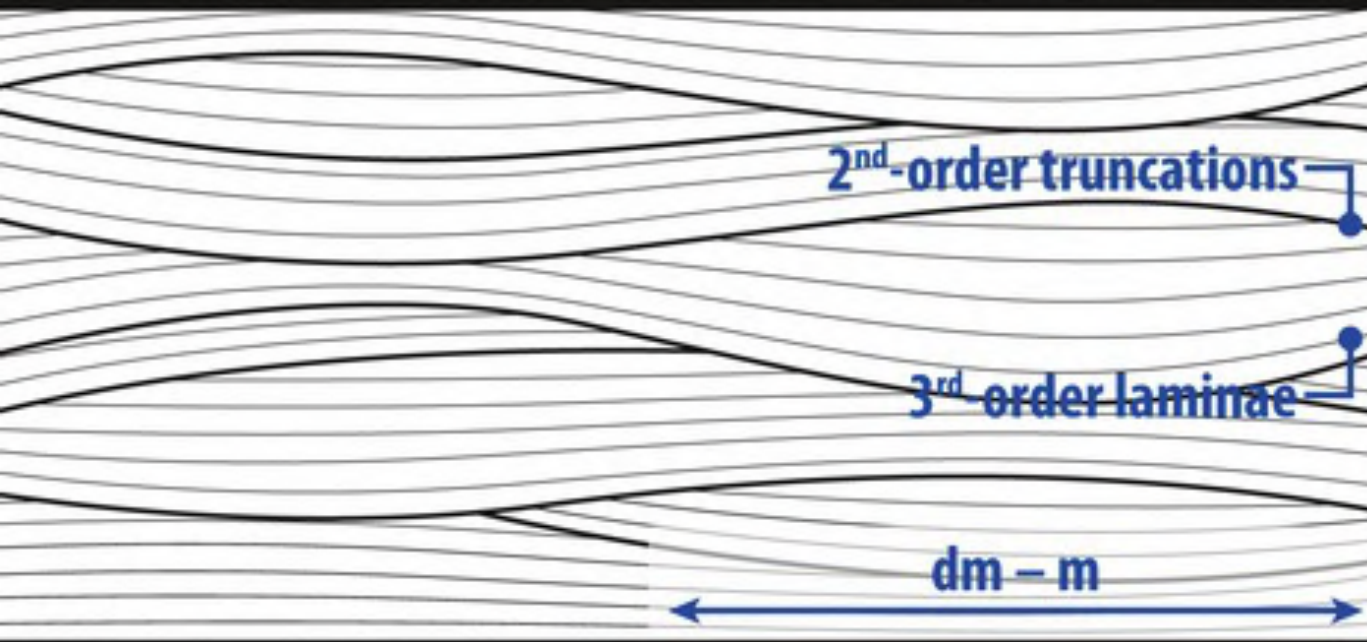 2nd-order truncations
3rd-order laminae
dm – m